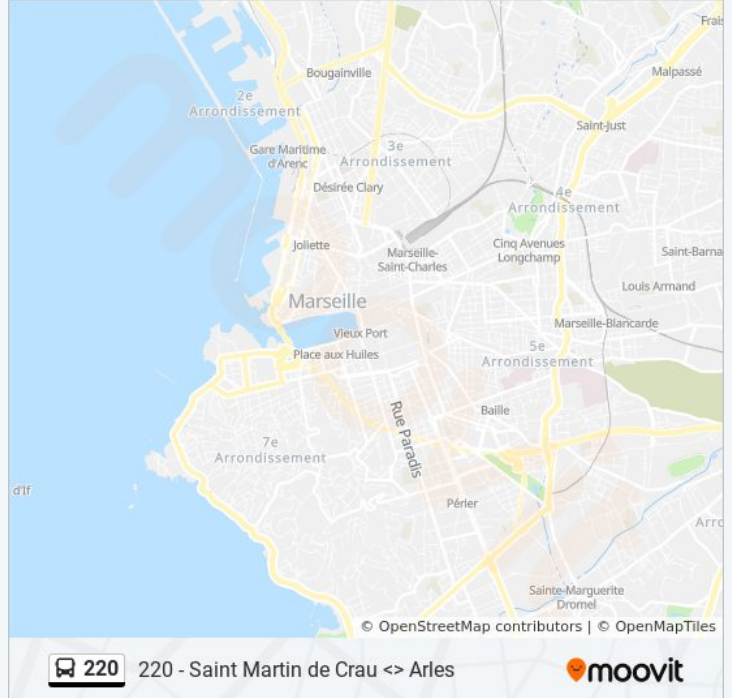 Frais
Bougainville
Malpassé
2e
Arrondissement
Saint-Just
Gare Maritime
d'Arenc
3e
Arrondissement
Désirée Clary
4e
Arrondissement
Joliette
Marseille-
Saint-Charles
Cinq Avenues
Longchamp
Saint-Barna
Louis Armand
Marseille
Marseille-Blancarde
Vieux Port
Place aux Huiles
5e
Arrondissement
Rue Paradis
Baille
7e
Arrondissement
d'If
Périer
Arro
Sainte-Marguerite
Dromel
© OpenStreetMap contributors | © OpenMapTiles
220 220 - Saint Martin de Crau <> Arles moovit